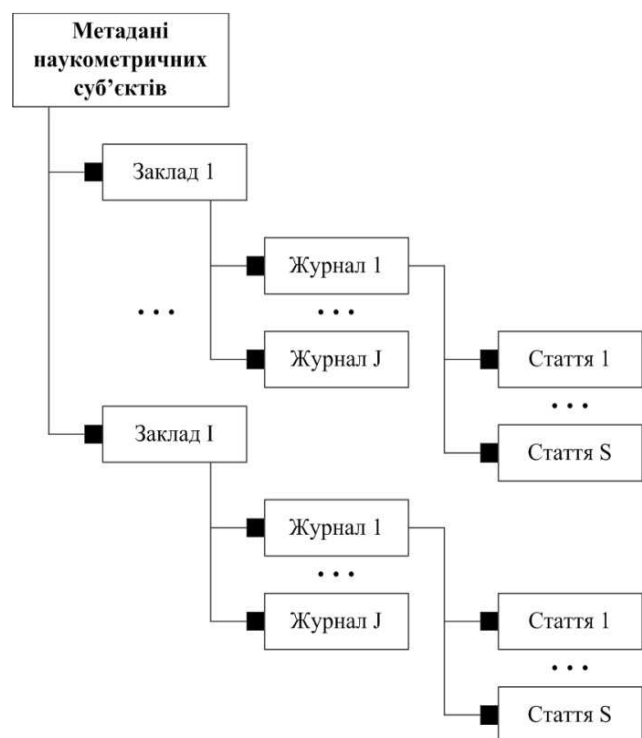 Метадані
наукометричних
суб’єктів
Заклад 1
Журнал 1
• • •
• • •
Журнал J
Стаття 1
• • •
Заклад I
Стаття S
Журнал 1
• • •
Журнал J
Стаття 1
• • •
Стаття S